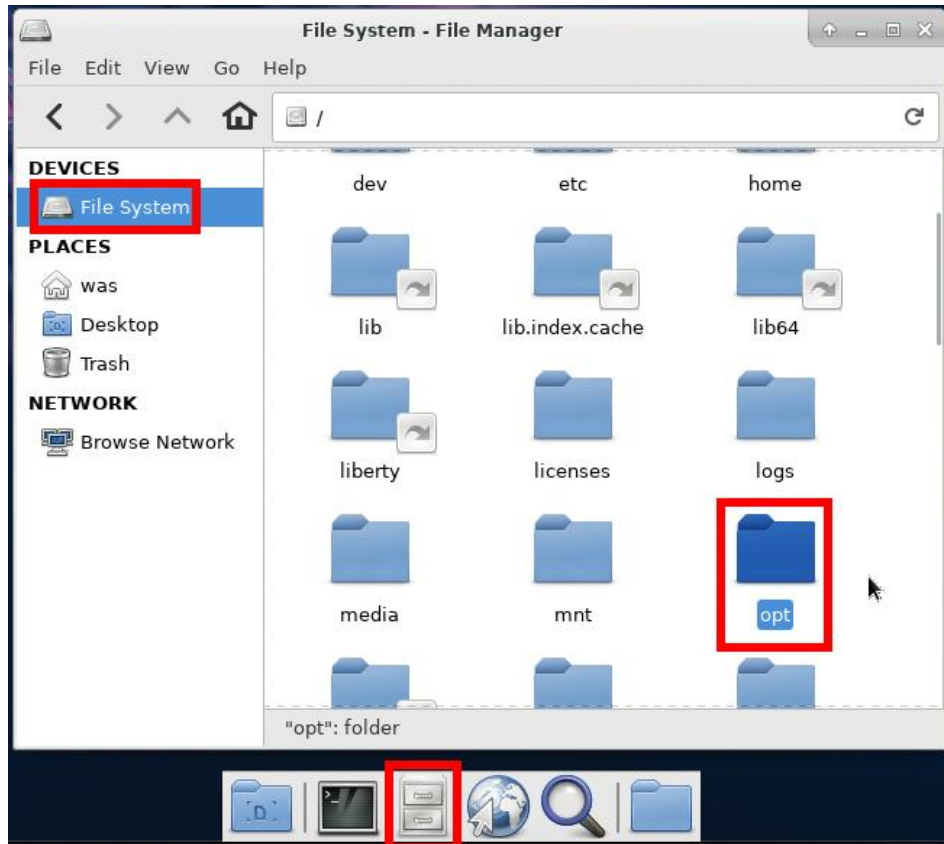 File System - File Manager
File Edit View Go Help
/
DEVICES
File System
PLACES
was
Desktop
Trash
NETWORK
Browse Network
dev etc home
lib lib.index.cache lib64
liberty licenses logs
media mnt opt
"opt": folder